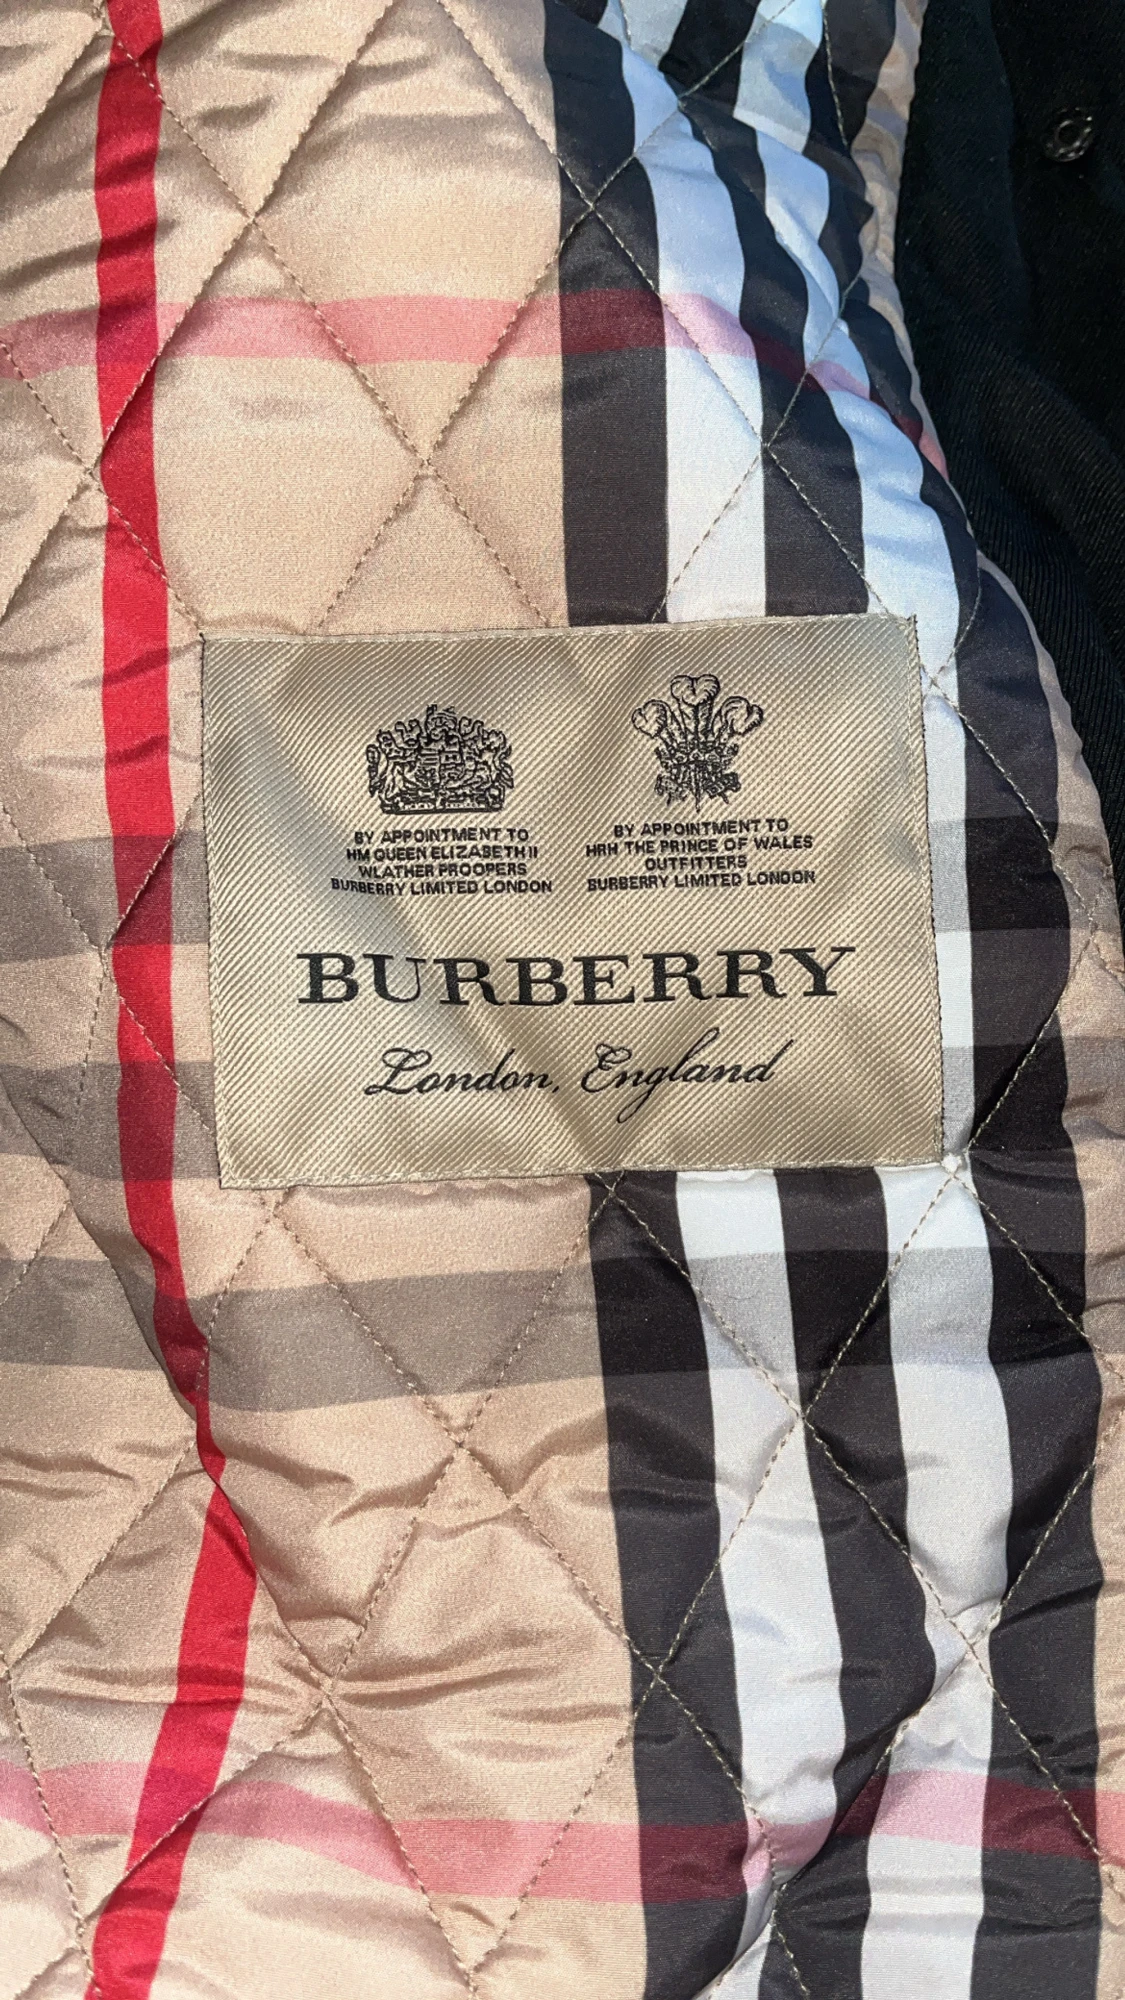 BY APPOINTMENT TO
HM QUEEN ELIZABETH II
WLATHER PROOPERS
BURBERRY LIMITED LONDON
BY APPOINTMENT TO
HRH THE PRINCE OF WALES
OUTFITTERS
BURBERRY LIMITED LONDON
BURBERRY
London, England